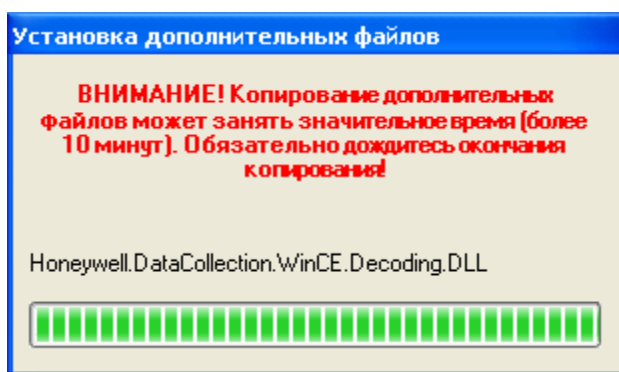 Установка дополнительных файлов
ВНИМАНИЕ! Копирование дополнительных
файлов может занять значительное время (более
10 минут). Обязательно дождитесь окончания
копирования!
Honeywell.DataCollection.WinCE.Decoding.DLL